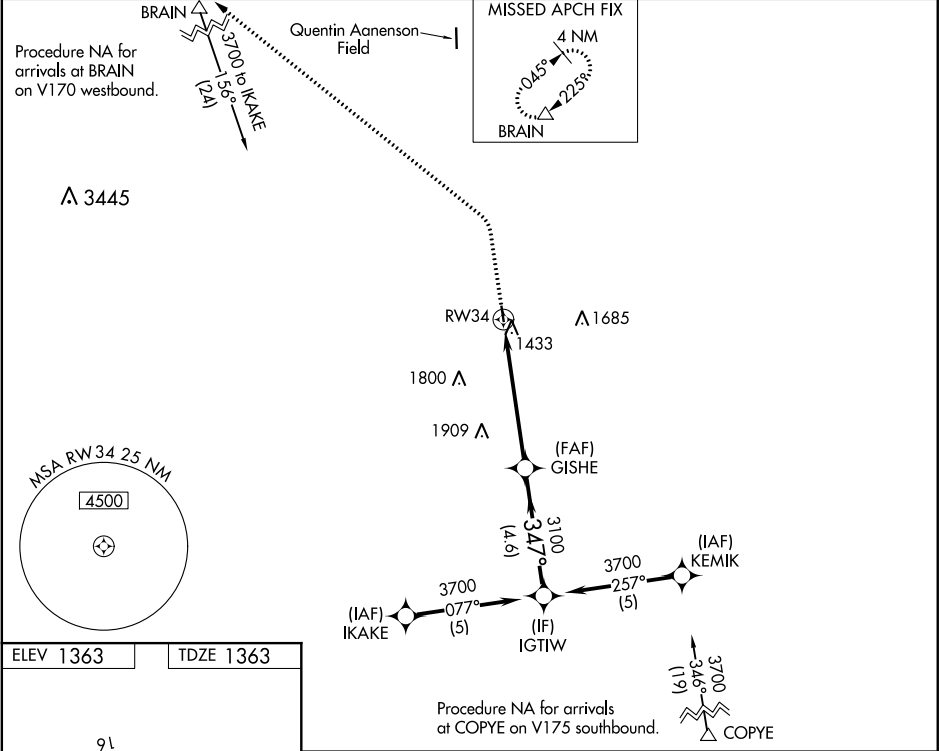 BRAIN
Procedure NA for
arrivals at BRAIN
on V170 westbound.
3700 to IKAKE
156°
(24)
Quentin Aanenson
Field
MISSED APCH FIX
4 NM
045°
225°
BRAIN
3445
RW34
1685
1433
1800
1909
(FAF)
GISHE
MSA RW34 25 NM
4500
3100
347°
(4.6)
(IAF)
KEMIK
3700
257°
(5)
3700
077°
(5)
(IAF)
IKAKE
(IF)
IGTIW
ELEV 1363
TDZE 1363
3700
346°
(19)
Procedure NA for arrivals
at COPYE on V175 southbound.
COPYE
16